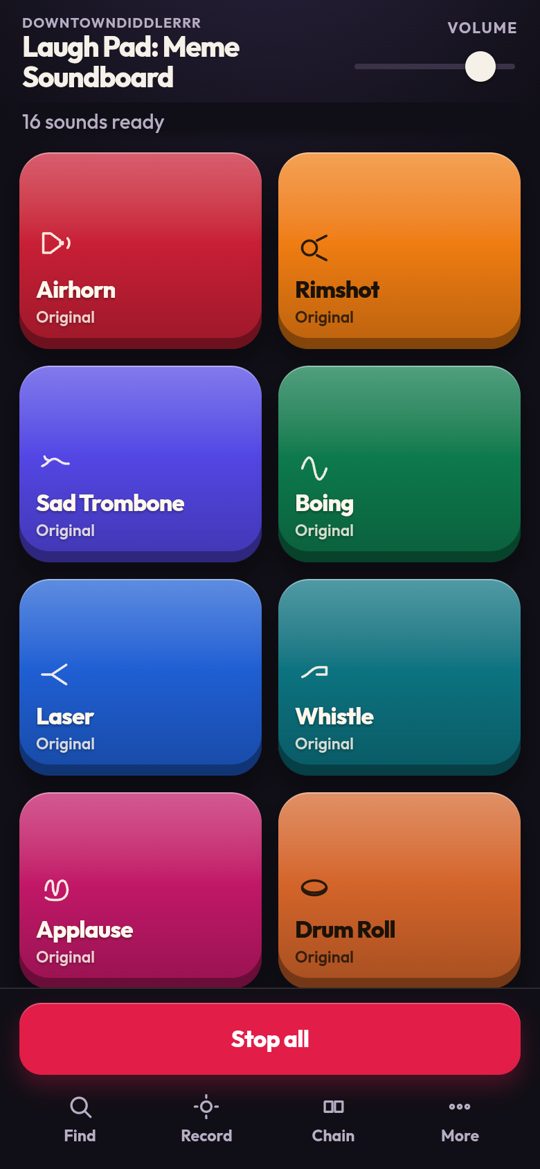 DOWNTOWNDIDDLERRR
VOLUME
Laugh Pad: Meme
Soundboard
16 sounds ready
Airhorn
Original
Rimshot
Original
Sad Trombone
Original
Boing
Original
Laser
Original
Whistle
Original
Applause
Original
Drum Roll
Original
Stop all
Find
Record
Chain
More